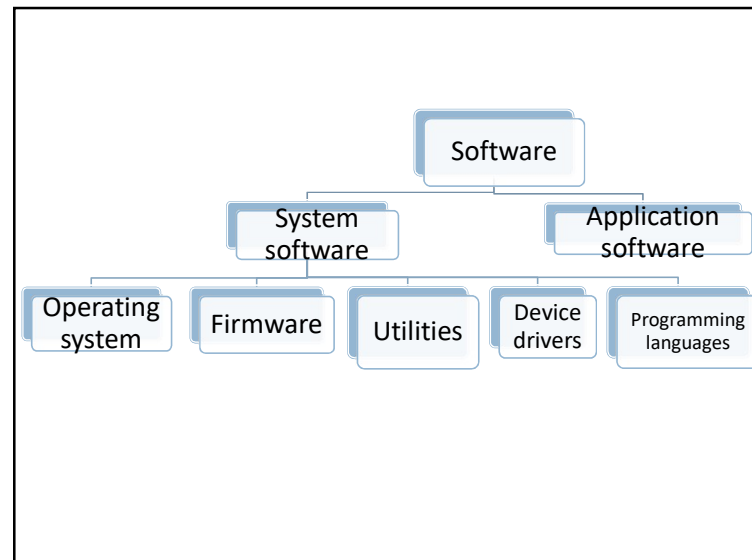 Software
System
software
Application
software
Operating
system
Firmware
Utilities
Device
drivers
Programming
languages